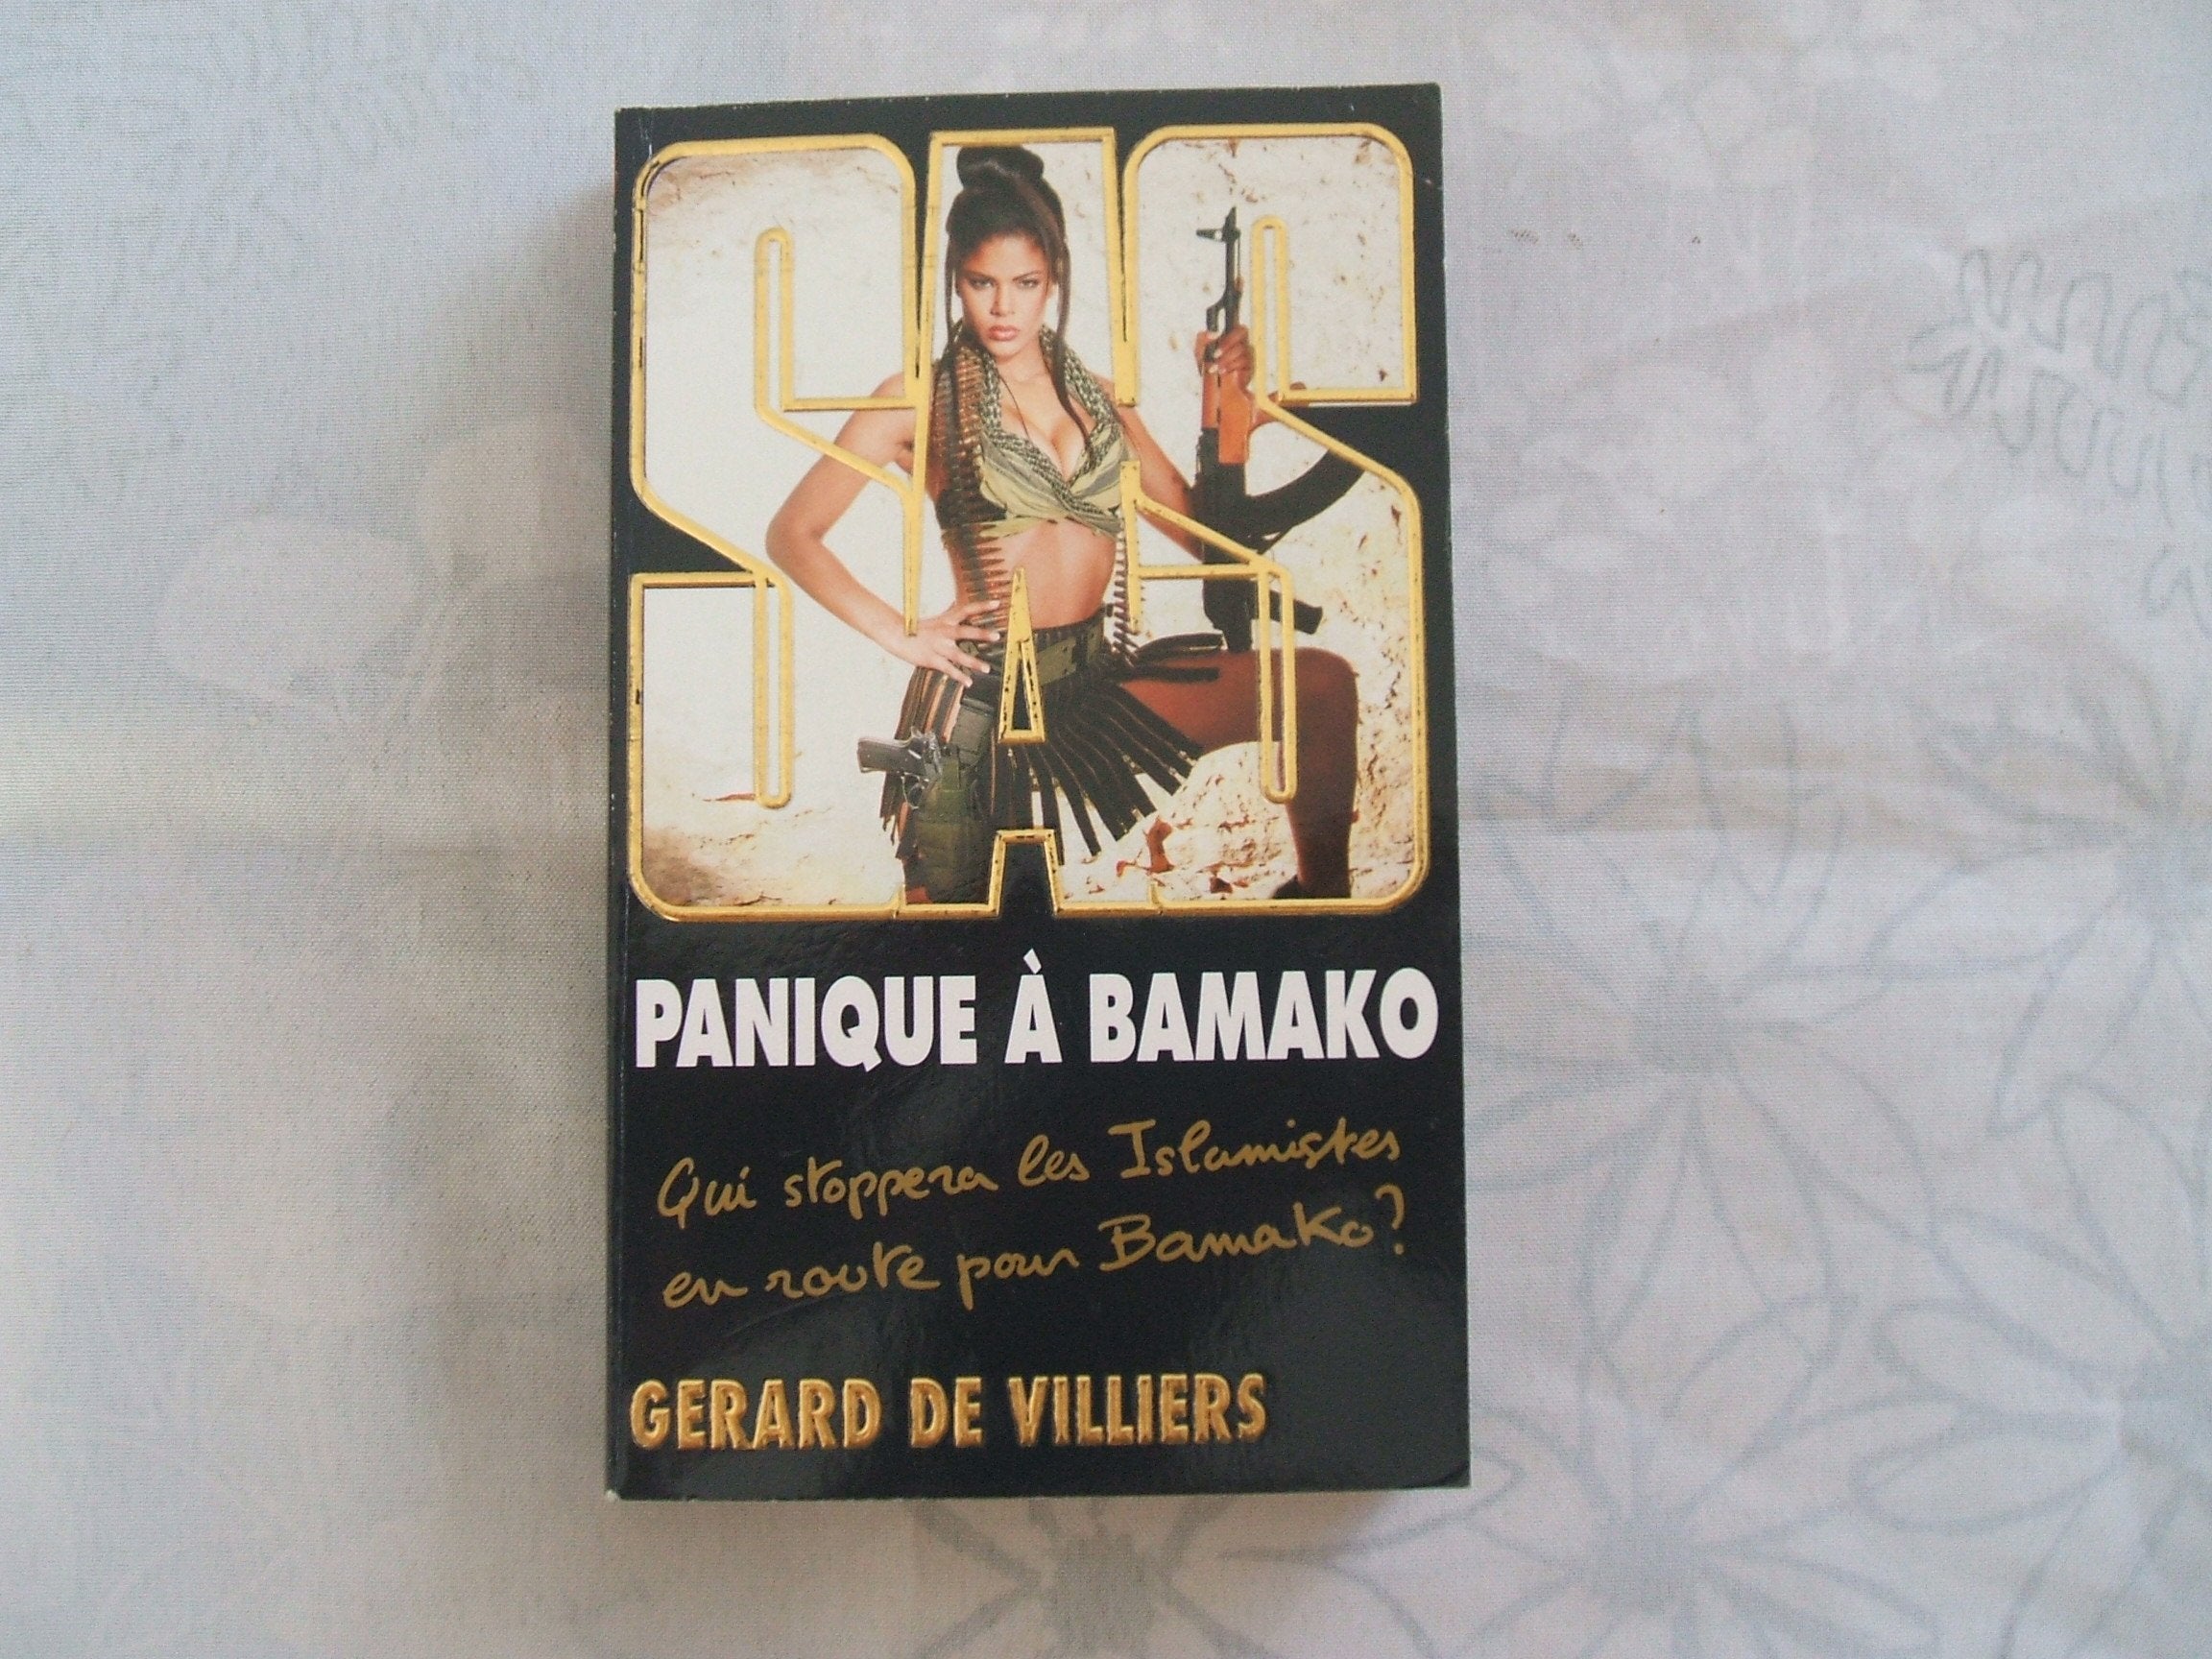 SAS
PANIQUE À BAMAKO
Qui stoppera les Islamistes
en route pour Bamako?
GERARD DE VILLIERS